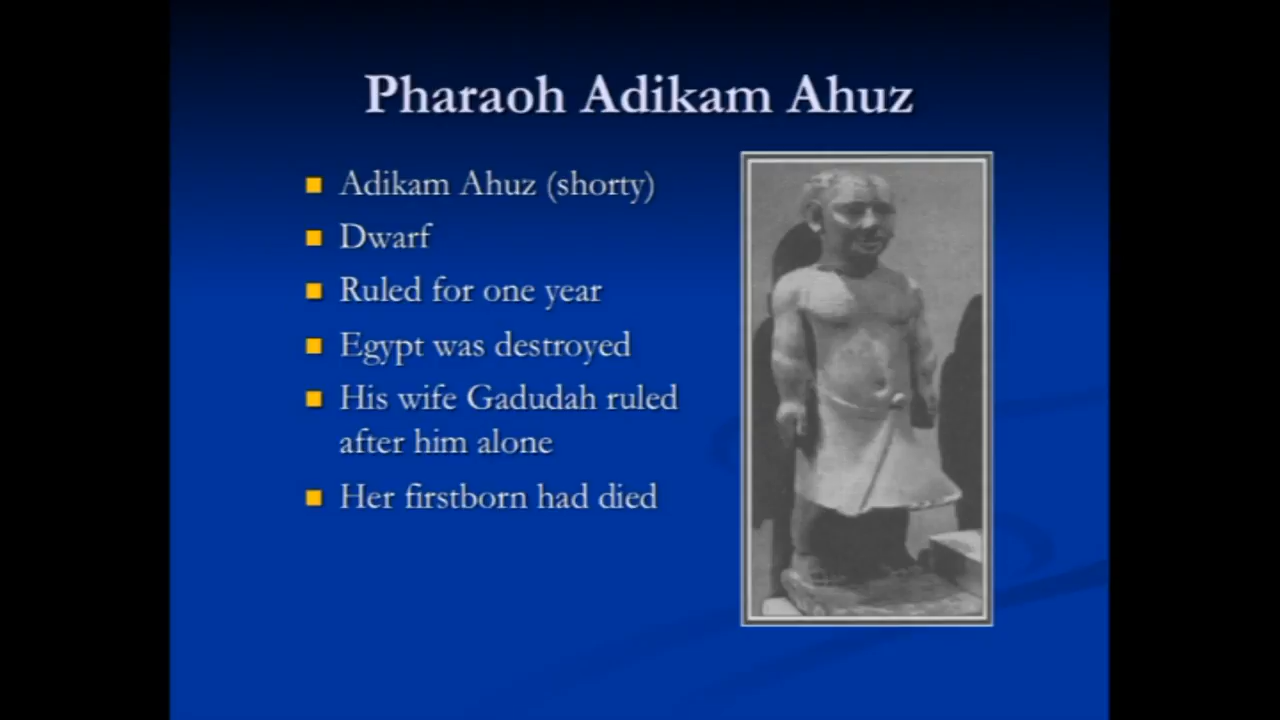 Pharaoh Adikam Ahuz
Adikam Ahuz (shorty)
Dwarf
Ruled for one year
Egypt was destroyed
His wife Gadudah ruled
after him alone
Her firstborn had died